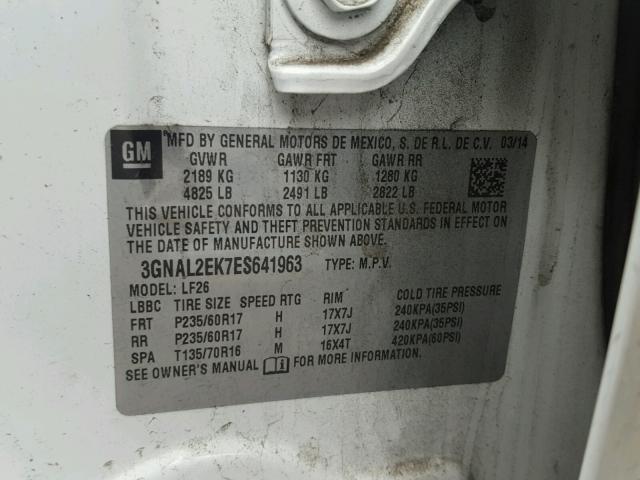 GM
MFD BY GENERAL MOTORS DE MEXICO, S. DE R.L. DE C.V. 03/14
GVWR GAWR FRT GAWR RR
2189 KG 1130 KG 1280 KG
4825 LB 2491 LB 2822 LB
THIS VEHICLE CONFORMS TO ALL APPLICABLE U.S. FEDERAL MOTOR
VEHICLE SAFETY AND THEFT PREVENTION STANDARDS IN EFFECT ON
THE DATE OF MANUFACTURE SHOWN ABOVE.
3GNAL2EK7ES641963 TYPE: M.P.V.
MODEL: LF26
LBBC TIRE SIZE SPEED RTG RIM COLD TIRE PRESSURE
FRT P235/60R17 H 17X7J 240KPA(35PSI)
RR P235/60R17 H 17X7J 240KPA(35PSI)
SPA T135/70R16 M 16X4T 420KPA(60PSI)
SEE OWNER'S MANUAL FOR MORE INFORMATION.